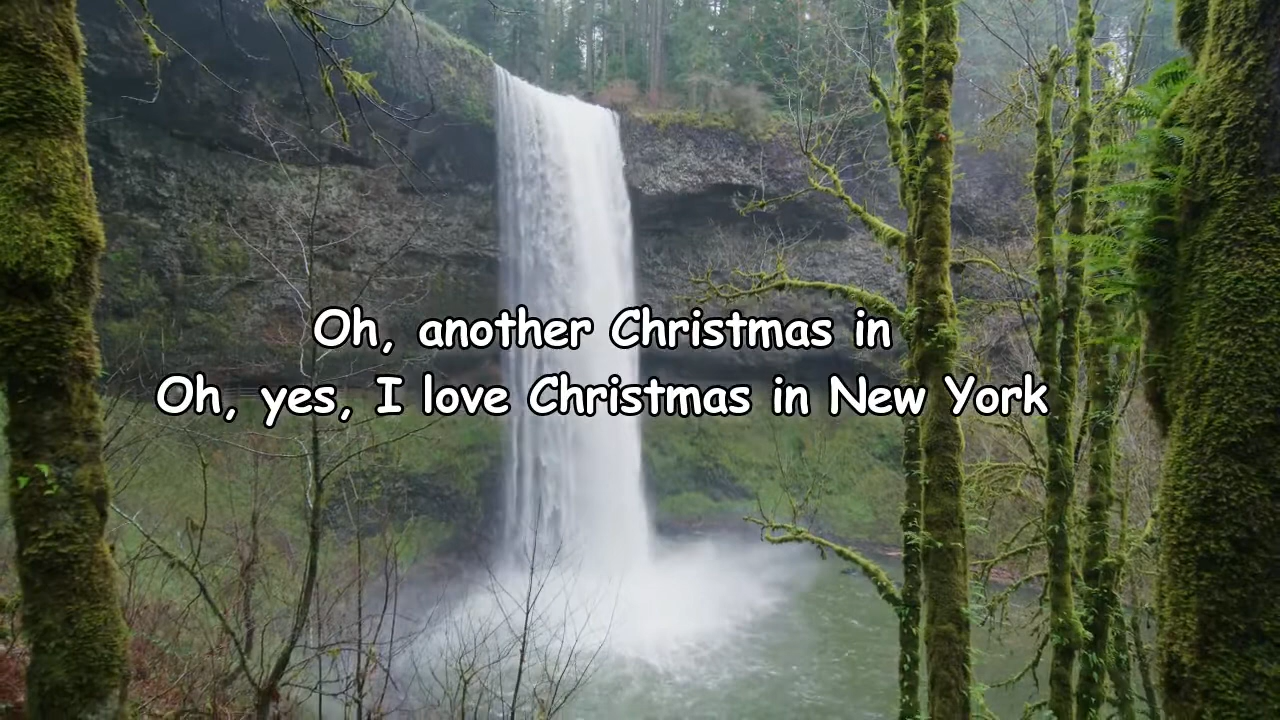 Oh, another Christmas in
Oh, yes, I love Christmas in New York